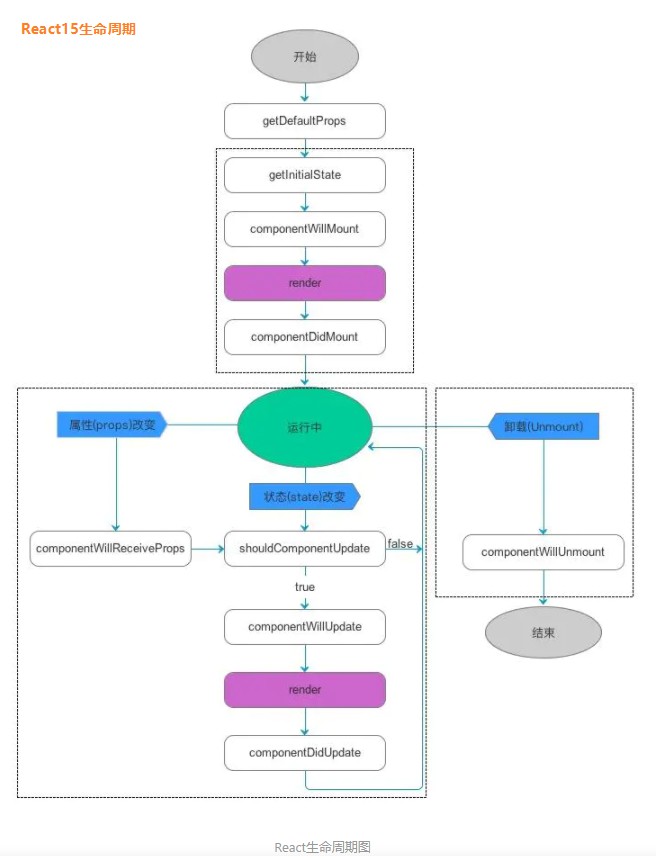 React15生命周期
开始
getDefaultProps
getInitialState
componentWillMount
render
componentDidMount
属性(props)改变
运行中
卸载(Unmount)
状态(state)改变
componentWillReceiveProps
shouldComponentUpdate
false
componentWillUnmount
true
componentWillUpdate
结束
render
componentDidUpdate
React生命周期图